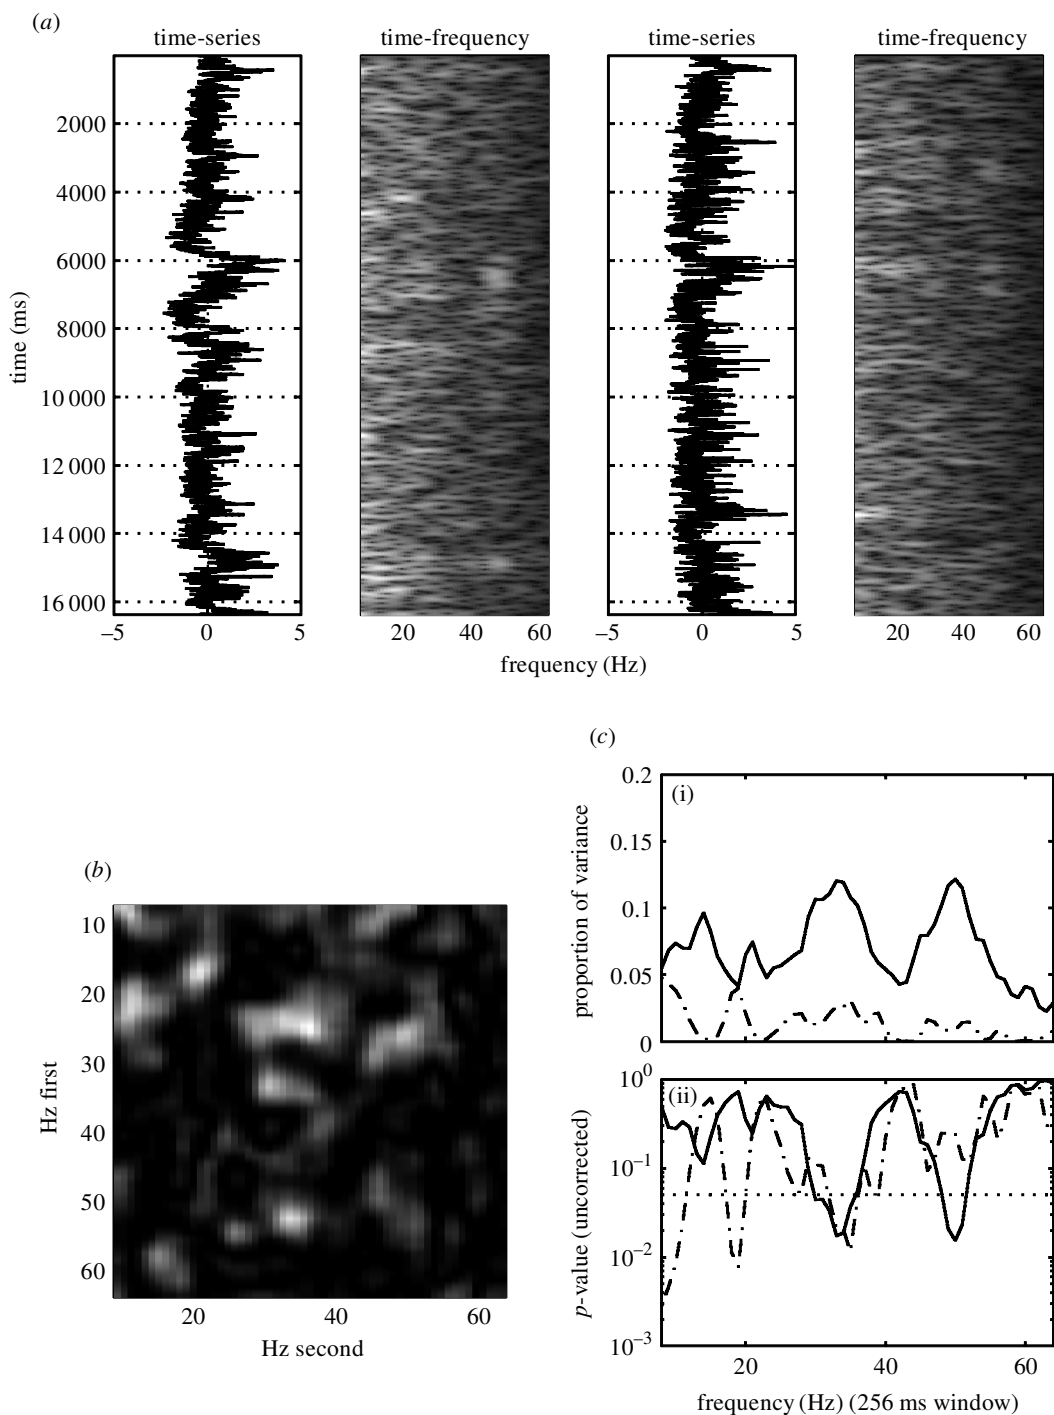 (a)
time-series
time-frequency
time-series
time-frequency
time (ms)
2000
4000
6000
8000
10 000
12 000
14 000
16 000
–5 0 5
20 40 60
–5 0 5
20 40 60
frequency (Hz)
(b)
Hz first
10
20
30
40
50
60
20 40 60
Hz second
(c)
(i)
proportion of variance
0.2
0.15
0.1
0.05
0
(ii)
p-value (uncorrected)
10⁰
10⁻¹
10⁻²
10⁻³
20 40 60
frequency (Hz) (256 ms window)